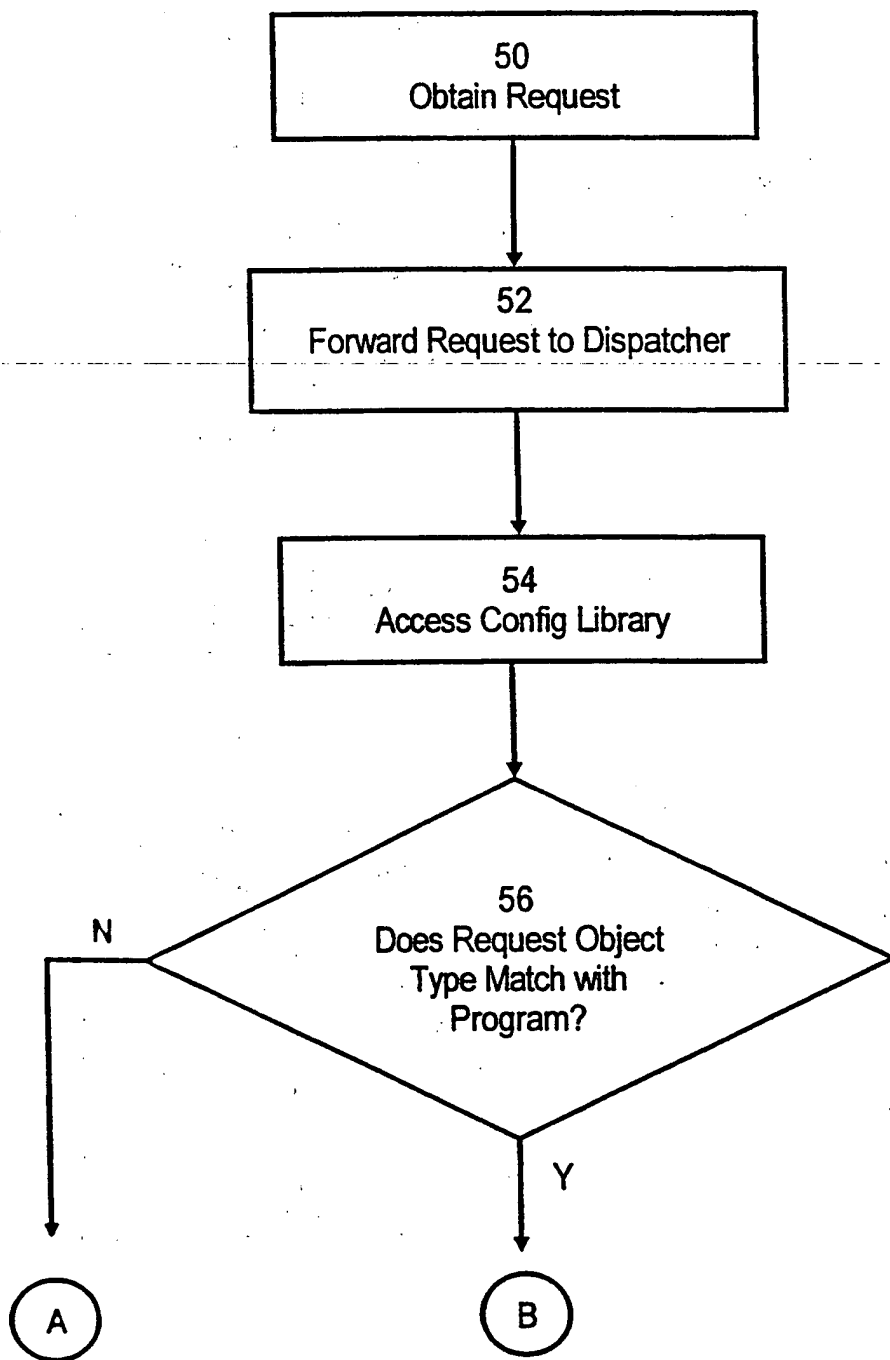 50
Obtain Request
52
Forward Request to Dispatcher
54
Access Config Library
56
Does Request Object
Type Match with
Program?
N
Y
A
B